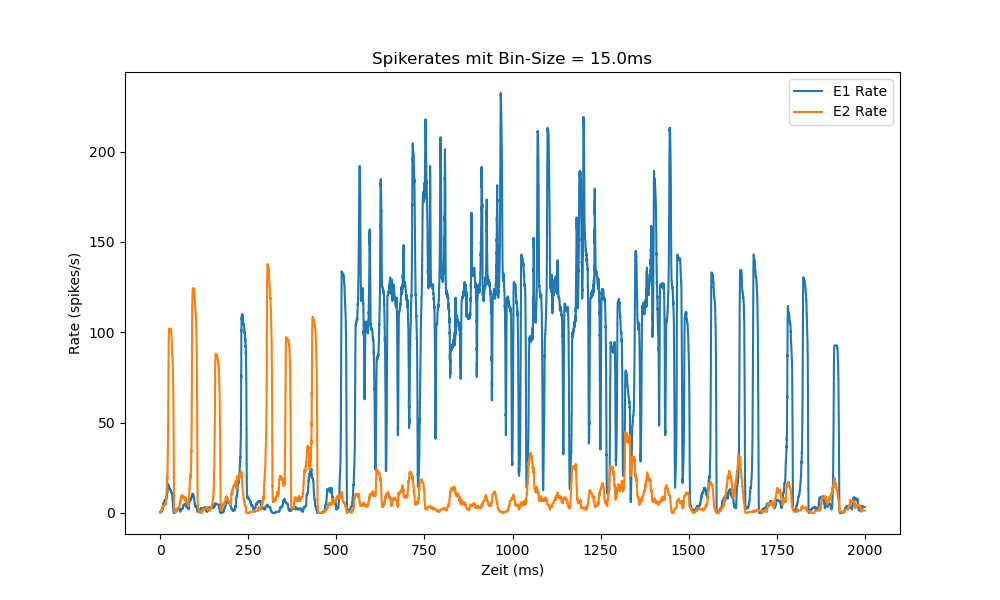 Spikerates mit Bin-Size = 15.0ms
E1 Rate
E2 Rate
Rate (spikes/s)
200
150
100
50
0
0 250 500 750 1000 1250 1500 1750 2000
Zeit (ms)